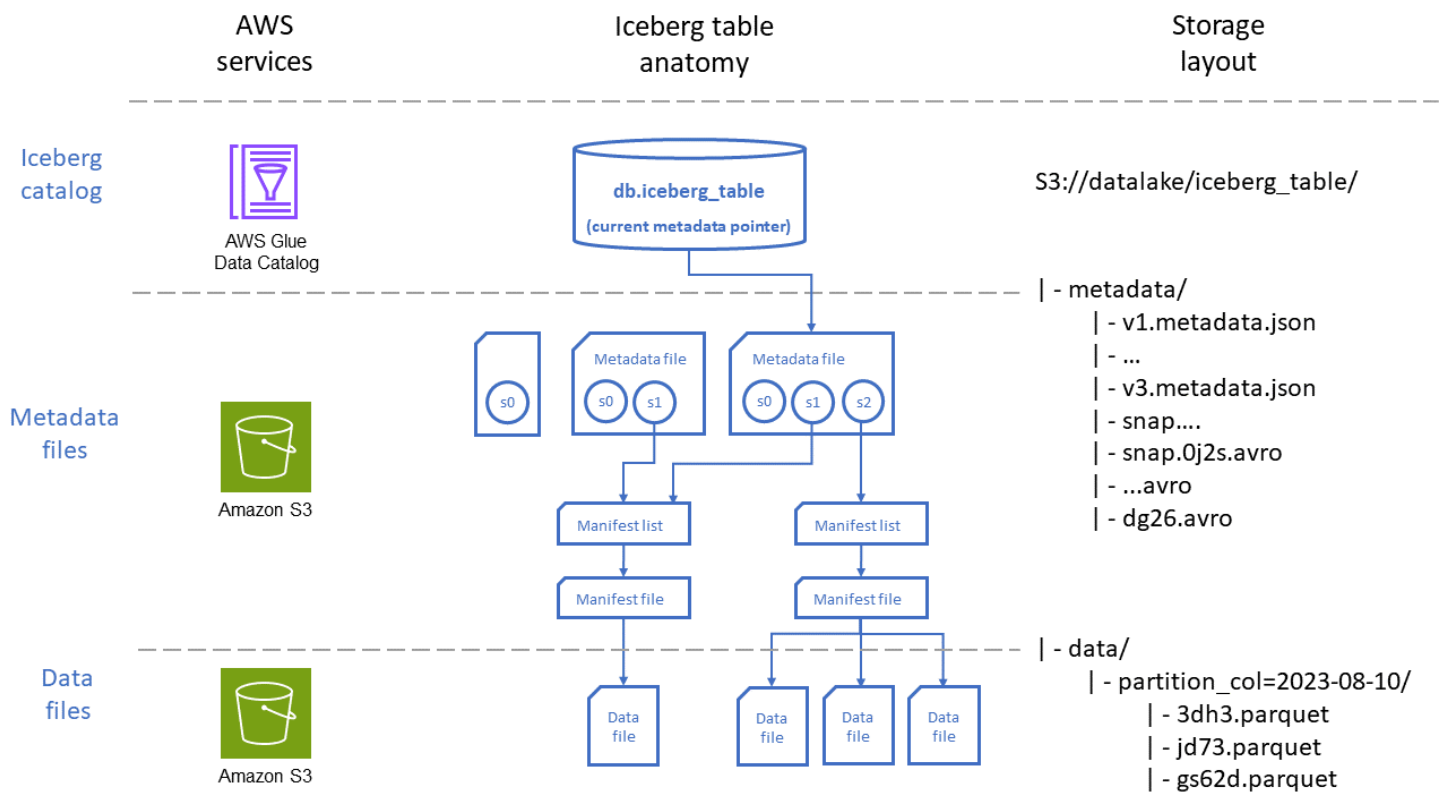 AWS
services
Iceberg table
anatomy
Storage
layout
Iceberg
catalog
AWS Glue
Data Catalog
db.iceberg_table
(current metadata pointer)
S3://datalake/iceberg_table/
Metadata
files
Amazon S3
s0
Metadata file
s0
s1
Metadata file
s0
s1
s2
Manifest list
Manifest list
Manifest file
Manifest file
| - metadata/
| - v1.metadata.json
| - ...
| - v3.metadata.json
| - snap....
| - snap.0j2s.avro
| - ...avro
| - dg26.avro
Data
files
Amazon S3
Data
file
Data
file
Data
file
Data
file
| - data/
| - partition_col=2023-08-10/
| - 3dh3.parquet
| - jd73.parquet
| - gs62d.parquet